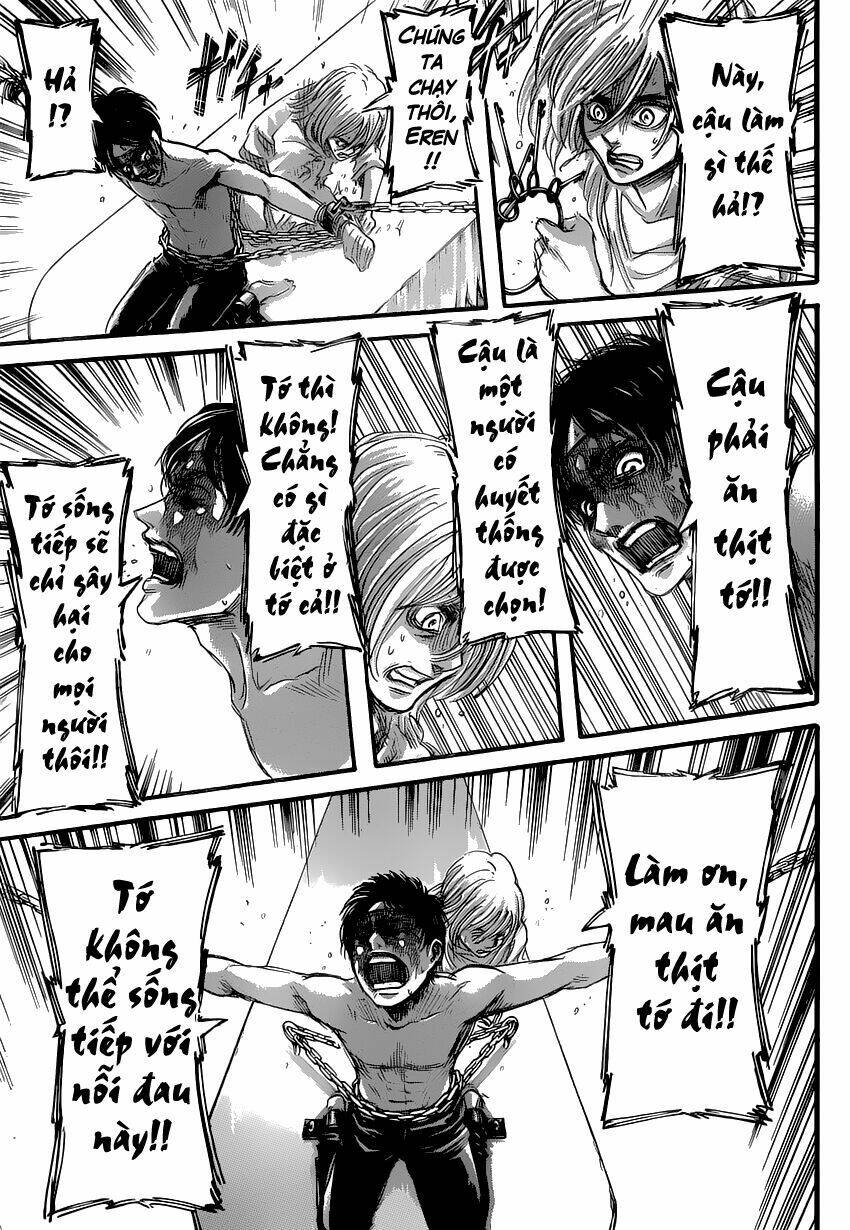 Này,
cậu làm
gì thế
hả!?
CHÚNG
TA
CHẠY
THÔI,
EREN
!!
Hả
!?
Cậu
phải
ăn
thịt
tớ!!
Cậu là
một
người
có
huyết
thống
được
chọn!
Tớ thì
không!
Chẳng
có gì
đặc
biệt ở
tớ cả!!
Tớ sống
tiếp sẽ
chỉ gây
hại
cho
mọi
người
thôi!!
Làm ơn,
mau ăn
thịt
tớ đi!!
Tớ
không
thể sống
tiếp với
nỗi đau
này!!